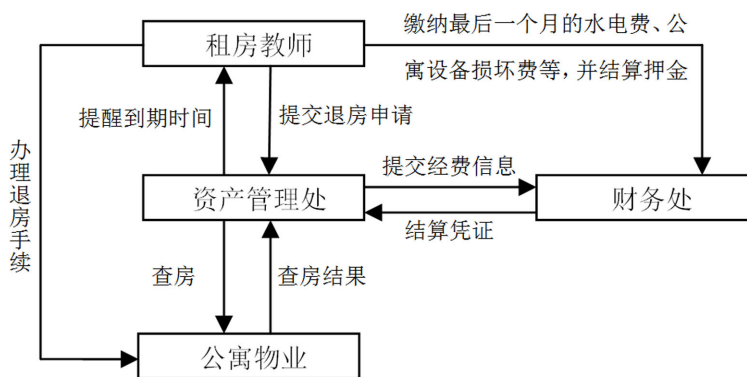 租房教师
缴纳最后一个月的水电费、公
寓设备损坏费等，并结算押金
提醒到期时间
提交退房申请
办理退房手续
资产管理处
提交经费信息
结算凭证
财务处
查房
查房结果
公寓物业